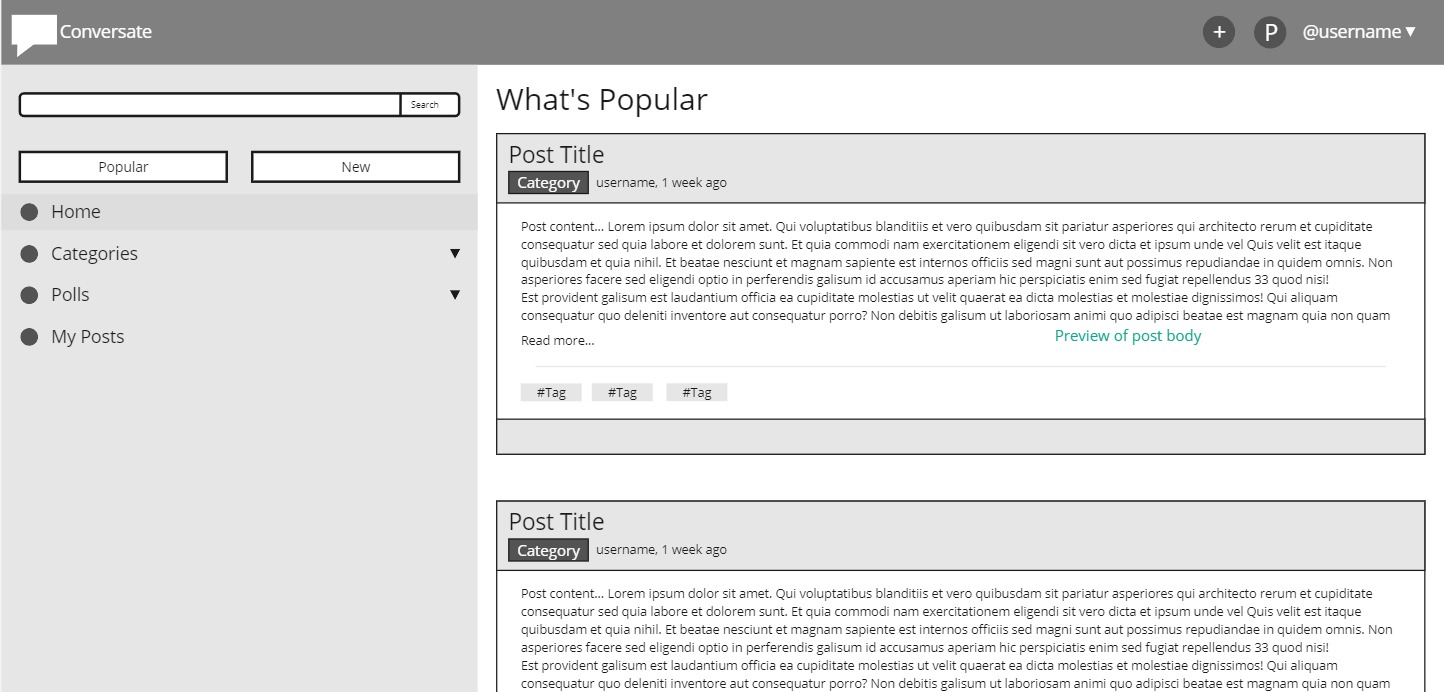 Conversate
+
P
@username ▼
Search
Popular
New
Home
Categories ▼
Polls ▼
My Posts
What's Popular
Post Title
Category username, 1 week ago
Post content... Lorem ipsum dolor sit amet. Qui voluptatibus blanditiis et vero quibusdam sit pariatur asperiores qui architecto rerum et cupiditate
consequatur sed quia labore et dolorem sunt. Et quia commodi nam exercitationem eligendi sit vero dicta et ipsum unde vel Quis velit est itaque
quibusdam et quia nihil. Et beatae nesciunt et magnam sapiente est internos officiis sed magni sunt aut possimus repudiandae in quidem omnis. Non
asperiores facere sed eligendi optio in perferendis galisum id accusamus aperiam hic perspiciatis enim sed fugiat repellendus 33 quod nisi!
Est provident galisum est laudantium officia ea cupiditate molestias ut velit quaerat ea dicta molestias et molestiae dignissimos! Qui aliquam
consequatur quo deleniti inventore aut consequatur porro? Non debitis galisum ut laboriosam animi quo adipisci beatae est magnam quia non quam
Preview of post body
Read more...
#Tag #Tag #Tag
Post Title
Category username, 1 week ago
Post content... Lorem ipsum dolor sit amet. Qui voluptatibus blanditiis et vero quibusdam sit pariatur asperiores qui architecto rerum et cupiditate
consequatur sed quia labore et dolorem sunt. Et quia commodi nam exercitationem eligendi sit vero dicta et ipsum unde vel Quis velit est itaque
quibusdam et quia nihil. Et beatae nesciunt et magnam sapiente est internos officiis sed magni sunt aut possimus repudiandae in quidem omnis. Non
asperiores facere sed eligendi optio in perferendis galisum id accusamus aperiam hic perspiciatis enim sed fugiat repellendus 33 quod nisi!
Est provident galisum est laudantium officia ea cupiditate molestias ut velit quaerat ea dicta molestias et molestiae dignissimos! Qui aliquam
consequatur quo deleniti inventore aut consequatur porro? Non debitis galisum ut laboriosam animi quo adipisci beatae est magnam quia non quam